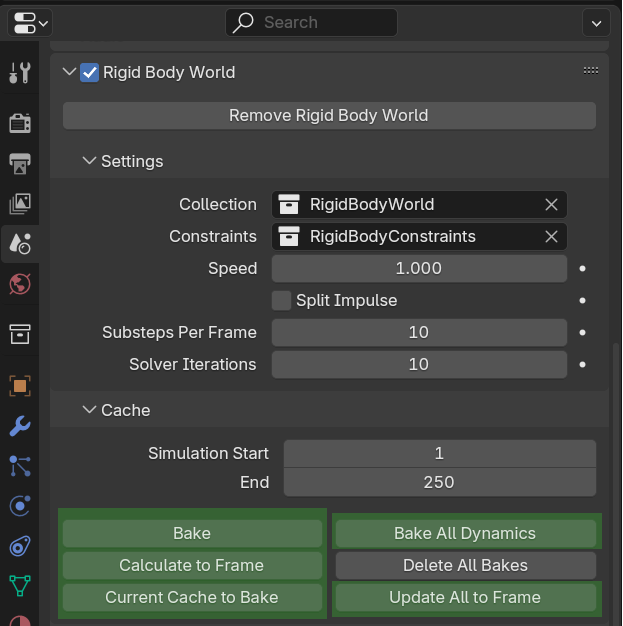 Search
Rigid Body World
Remove Rigid Body World
Settings
Collection RigidBodyWorld
Constraints RigidBodyConstraints
Speed 1.000
Split Impulse
Substeps Per Frame 10
Solver Iterations 10
Cache
Simulation Start 1
End 250
Bake Bake All Dynamics
Calculate to Frame Delete All Bakes
Current Cache to Bake Update All to Frame